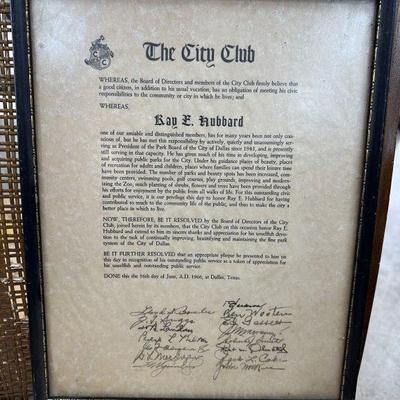 The City Club
WHEREAS, the Board of Directors and members of the City Club firmly believe that
a good citizen, in addition to his usual vocation, has an obligation of meeting his civic
responsibilities to the community or city in which he lives; and
WHEREAS,
Ray E. Hubbard
one of our amiable and distinguished members, has for many years been not only cons-
cious of, but he has met this responsibility by actively, quietly and unassumingly serv-
ing as President of the Park Board of the City of Dallas since 1943, and is presently
still serving in that capacity. He has given much of his time in developing, improving
and acquiring public parks for the City. Under his guidance places of beauty, places
of recreation for adults and children, places where families can spend their leisure time
have been provided. The number of parks and beauty spots has been increased, com-
munity centers, swimming pools, golf courses, play grounds, improving and modern-
izing the Zoo, much planting of shrubs, flowers and trees have been provided through
his efforts for enjoyment by the public from all walks of life. For this outstanding civic
and public service, it is our privilege this day to honor Ray E. Hubbard for having
contributed so much to the community life of the public, and thus to make the city a
better place in which to live.
NOW, THEREFORE, BE IT RESOLVED by the Board of Directors of the City
Club, joined herein by its members, that the City Club on this occasion honor Ray E.
Hubbard and extend to him its sincere thanks and appreciation for his unselfish devo-
tion to the task of continually improving, beautifying and maintaining the fine park
system of the City of Dallas.
BE IT FURTHER RESOLVED that an appropriate plaque be presented to him on
this day in recognition of his outstanding public service as a token of appreciation for
his unselfish and outstanding public service.
DONE this the 16th day of June, A.D. 1966, at Dallas, Texas.